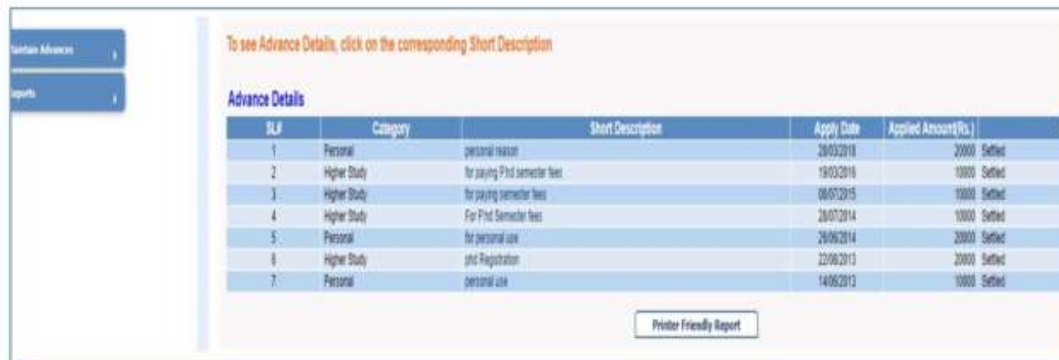 Maintain Advances
Reports
To see Advance Details, click on the corresponding Short Description
Advance Details
SL# Category Short Description Apply Date Applied Amount(Rs.)
1 Personal personal reason 28/03/2018 20000 Settled
2 Higher Study for paying P'hd semester fees 19/03/2016 10000 Settled
3 Higher Study for paying semester fees 06/07/2015 10000 Settled
4 Higher Study For P'hd Semester fees 28/07/2014 10000 Settled
5 Personal for personal use 26/06/2014 20000 Settled
6 Higher Study phd Registration 22/08/2013 20000 Settled
7 Personal personal use 14/06/2013 10000 Settled
Printer Friendly Report